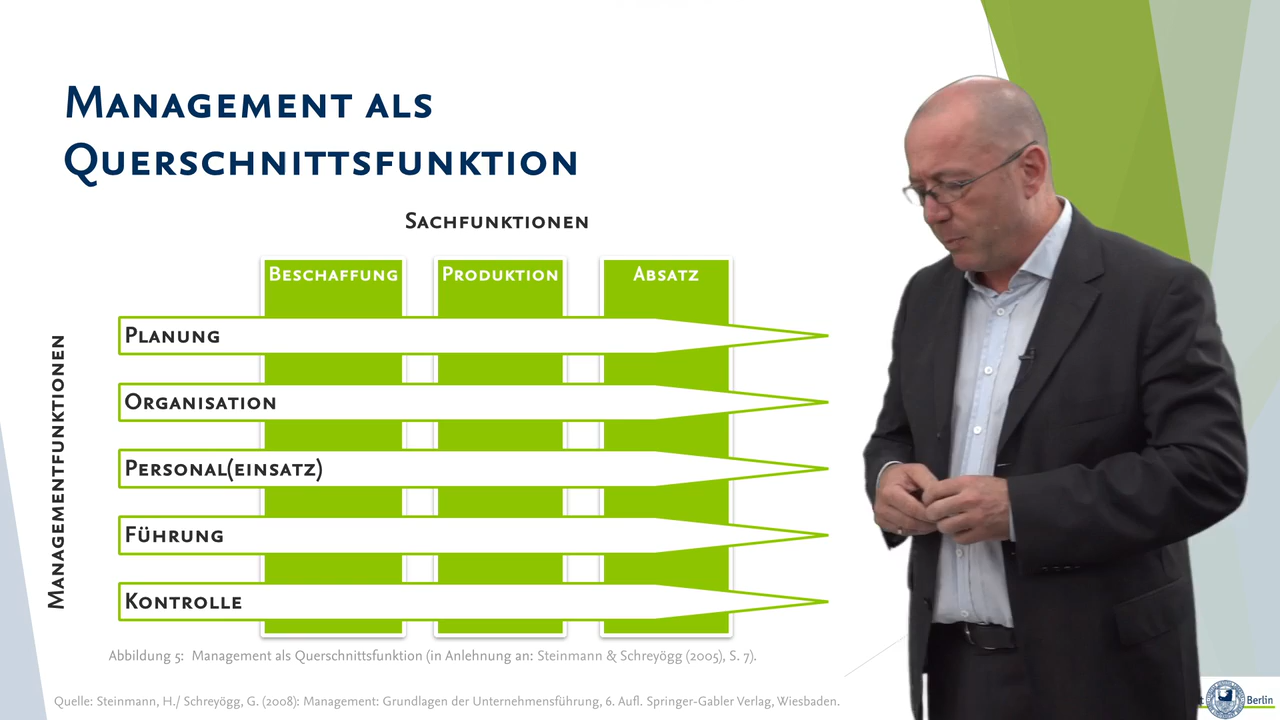 Management als
Querschnittsfunktion
Sachfunktionen
Beschaffung
Produktion
Absatz
Managementfunktionen
Planung
Organisation
Personal(einsatz)
Führung
Kontrolle
Abbildung 5: Management als Querschnittsfunktion (in Anlehnung an: Steinmann & Schreyögg (2005), S. 7).
Quelle: Steinmann, H./ Schreyögg, G. (2008): Management: Grundlagen der Unternehmensführung, 6. Aufl. Springer-Gabler Verlag, Wiesbaden.
Berlin